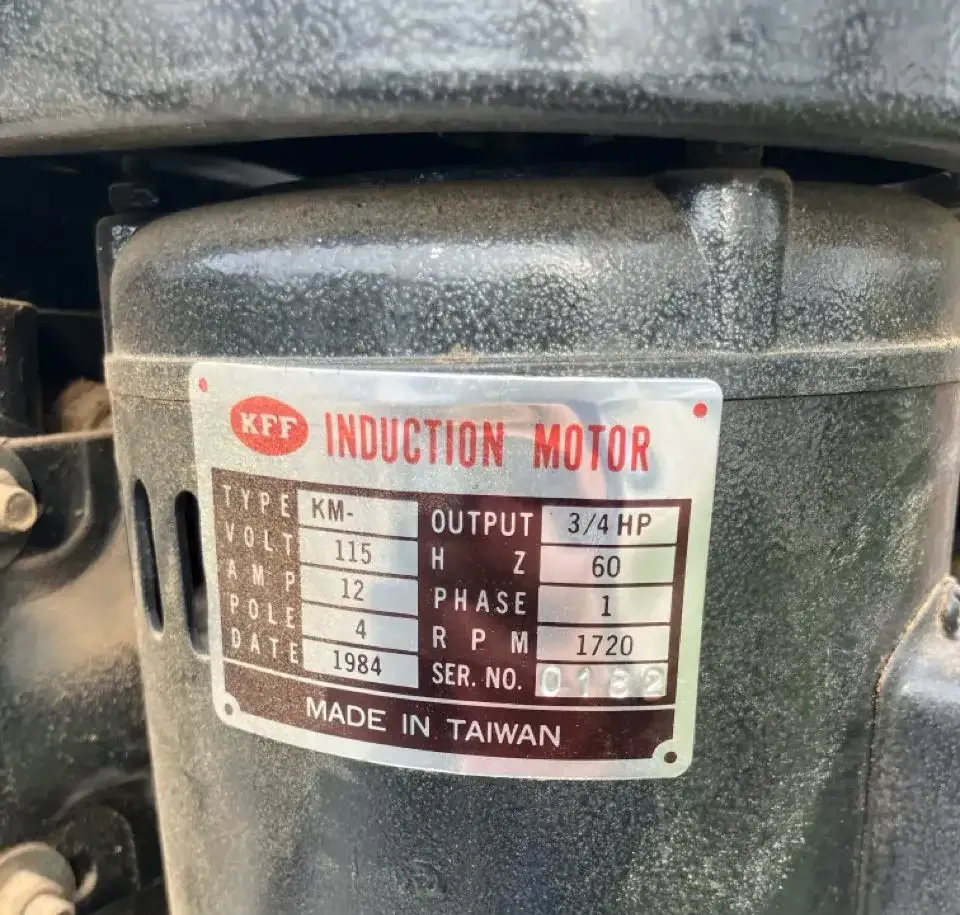 KFF INDUCTION MOTOR
TYPE KM- OUTPUT 3/4 HP
VOLT 115 HZ 60
AMP 12 PHASE 1
POLE 4 RPM 1720
DATE 1984 SER. NO. 0182
MADE IN TAIWAN